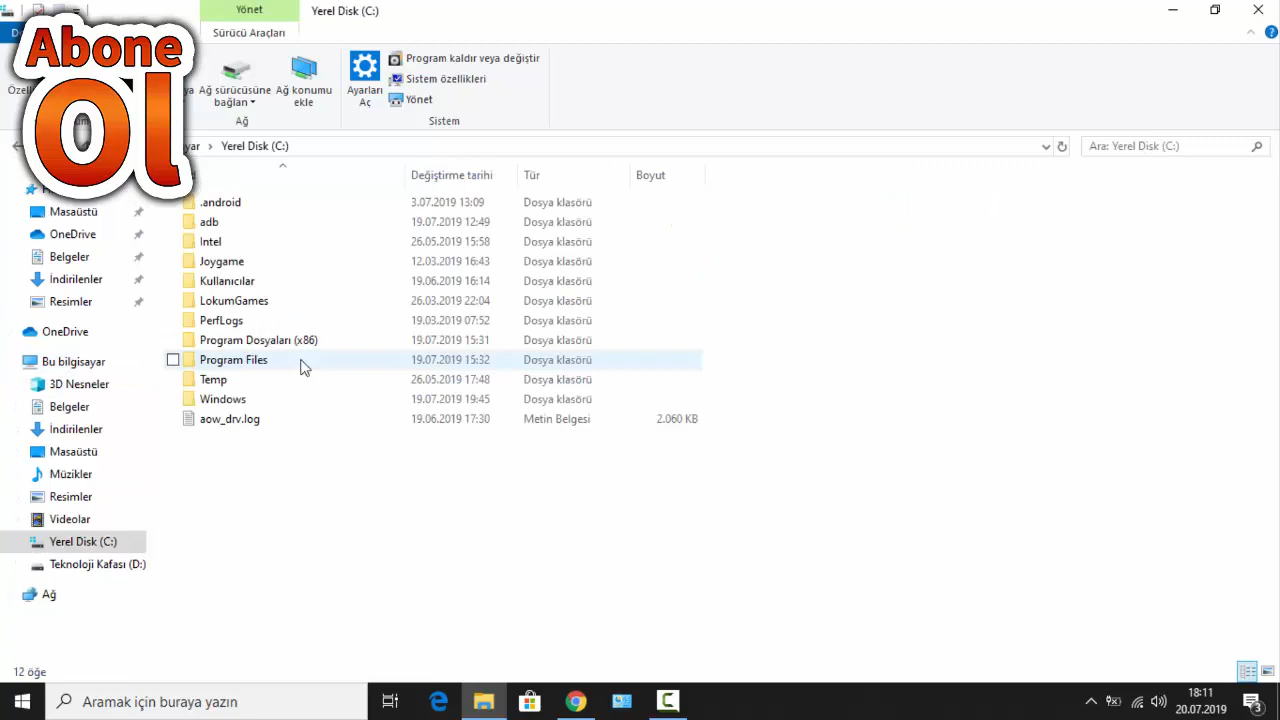 Yönet
Yerel Disk (C:)
Sürücü Araçları
Abone
Ol
Ağ sürücüsüne
bağlan
Ağ konumu
ekle
Ağ
Ayarları
Aç
Program kaldır veya değiştir
Sistem özellikleri
Yönet
Sistem
Yerel Disk (C:)
Ara: Yerel Disk (C:)
Değiştirme tarihi
Tür
Boyut
.android 3.07.2019 13:09 Dosya klasörü
adb 19.07.2019 12:49 Dosya klasörü
Intel 26.05.2019 15:58 Dosya klasörü
Joygame 12.03.2019 16:43 Dosya klasörü
Kullanıcılar 19.06.2019 16:14 Dosya klasörü
LokumGames 26.03.2019 22:04 Dosya klasörü
PerfLogs 19.03.2019 07:52 Dosya klasörü
Program Dosyaları (x86) 19.07.2019 15:31 Dosya klasörü
Program Files 19.07.2019 15:32 Dosya klasörü
Temp 26.05.2019 17:48 Dosya klasörü
Windows 19.07.2019 19:45 Dosya klasörü
aow_drv.log 19.06.2019 17:30 Metin Belgesi 2.060 KB
Masaüstü
OneDrive
Belgeler
İndirilenler
Resimler
OneDrive
Bu bilgisayar
3D Nesneler
Belgeler
İndirilenler
Masaüstü
Müzikler
Resimler
Videolar
Yerel Disk (C:)
Teknoloji Kafası (D:)
Ağ
12 öğe
Aramak için buraya yazın
18:11
20.07.2019
3